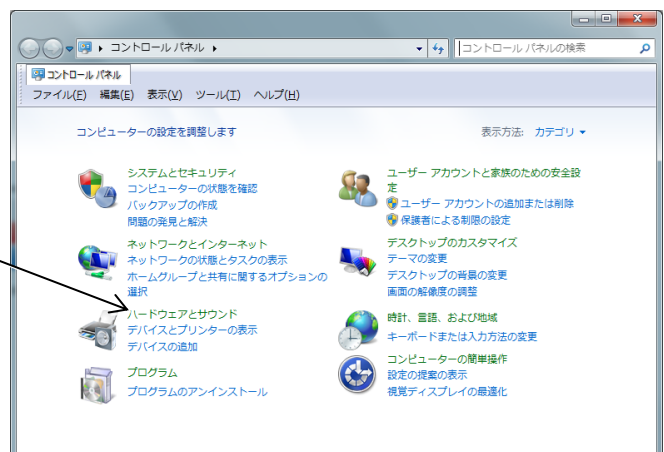 コントロール パネル
コントロール パネルの検索
コントロール パネル
ファイル(F) 編集(E) 表示(V) ツール(T) ヘルプ(H)
コンピューターの設定を調整します
表示方法: カテゴリ
システムとセキュリティ
コンピューターの状態を確認
バックアップの作成
問題の発見と解決
ネットワークとインターネット
ネットワークの状態とタスクの表示
ホームグループと共有に関するオプションの
選択
ハードウェアとサウンド
デバイスとプリンターの表示
デバイスの追加
プログラム
プログラムのアンインストール
ユーザー アカウントと家族のための安全設
定
ユーザー アカウントの追加または削除
保護者による制限の設定
デスクトップのカスタマイズ
テーマの変更
デスクトップの背景の変更
画面の解像度の調整
時計、言語、および地域
キーボードまたは入力方法の変更
コンピューターの簡単操作
設定の提案の表示
視覚ディスプレイの最適化